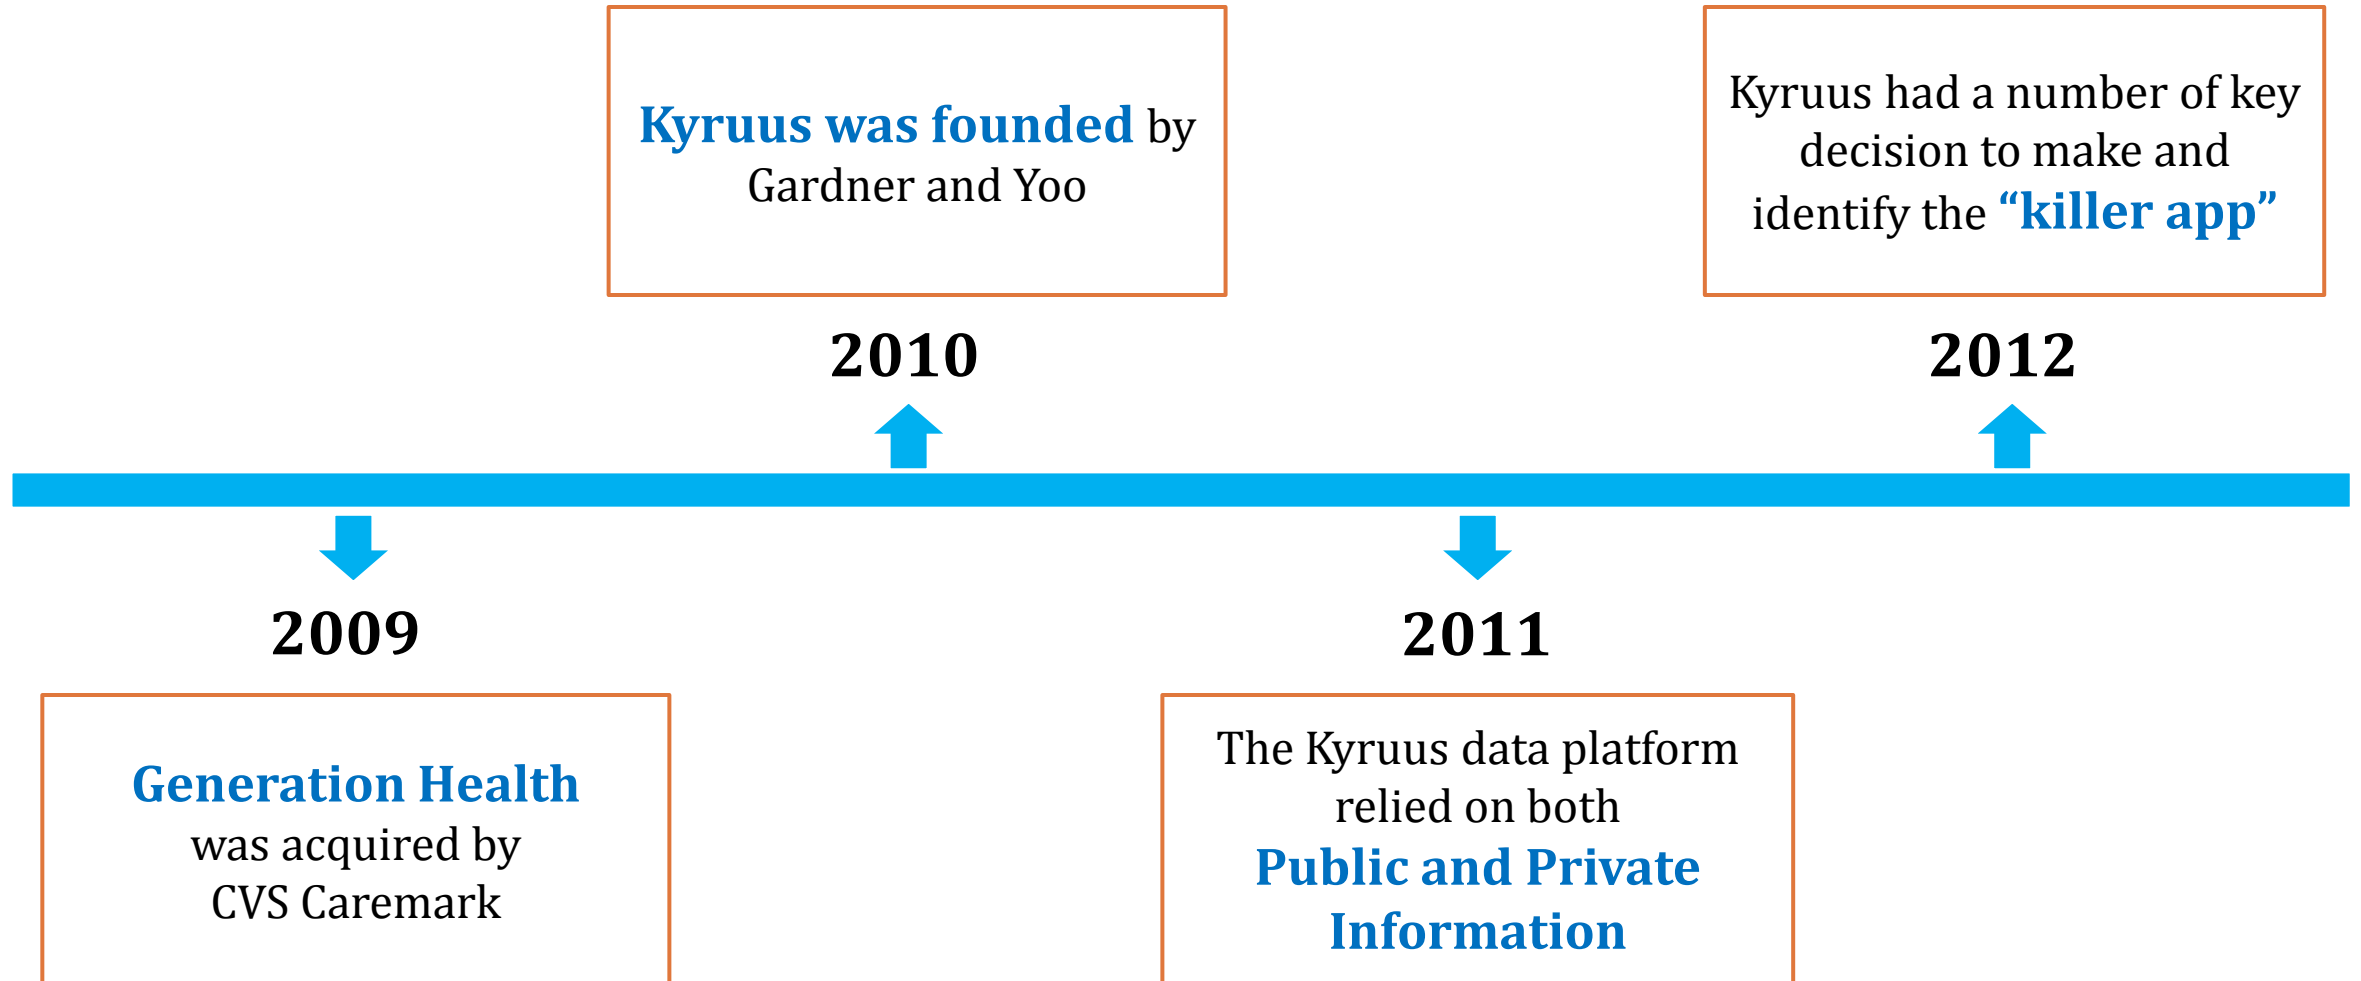 Kyruus was founded by
Gardner and Yoo
2010
Kyruus had a number of key
decision to make and
identify the “killer app”
2012
2009
Generation Health
was acquired by
CVS Caremark
2011
The Kyruus data platform
relied on both
Public and Private
Information